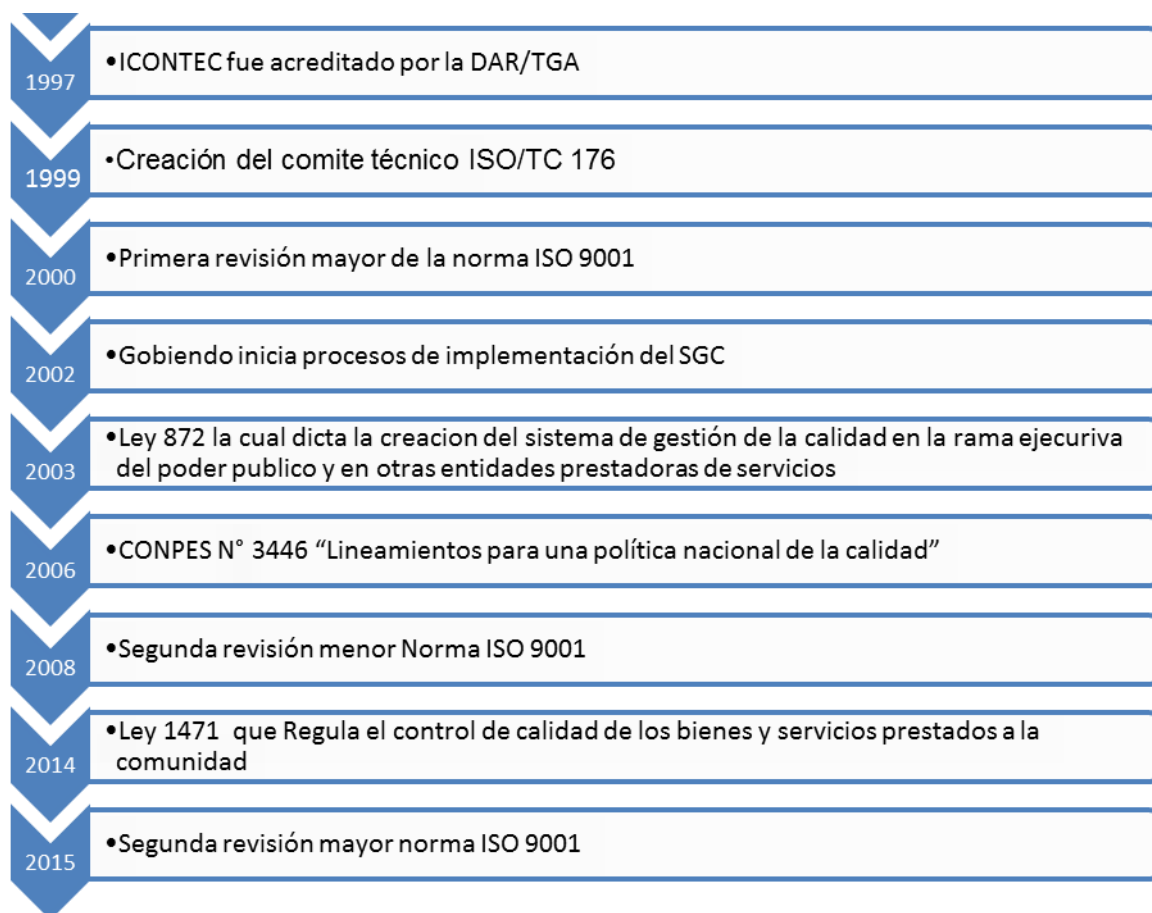 1997
•ICONTEC fue acreditado por la DAR/TGA
1999
•Creación del comite técnico ISO/TC 176
2000
•Primera revisión mayor de la norma ISO 9001
2002
•Gobiendo inicia procesos de implementación del SGC
2003
•Ley 872 la cual dicta la creacion del sistema de gestión de la calidad en la rama ejecuriva
del poder publico y en otras entidades prestadoras de servicios
2006
•CONPES N° 3446 “Lineamientos para una política nacional de la calidad”
2008
•Segunda revisión menor Norma ISO 9001
2014
•Ley 1471 que Regula el control de calidad de los bienes y servicios prestados a la
comunidad
2015
•Segunda revisión mayor norma ISO 9001